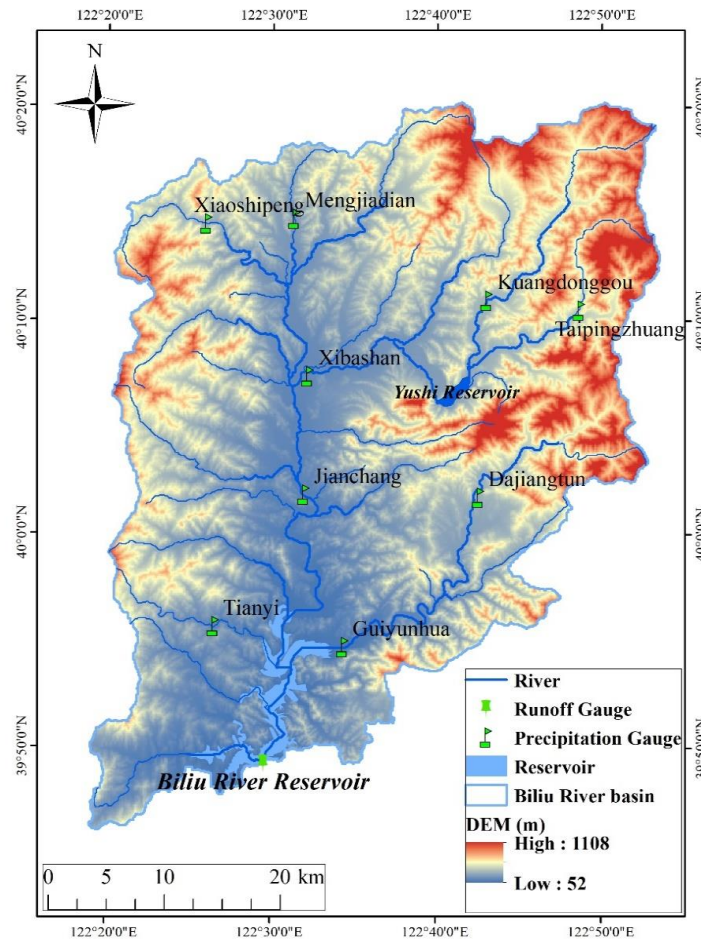 122°20'0"E 122°30'0"E 122°40'0"E 122°50'0"E
N
40°20'0"N 40°20'0"N
Xiaoshipeng Mengjiadian
Kuangdonggou
40°10'0"N 40°10'0"N
Taipingzhuang
Xibashan
Yushi Reservoir
Jianchang Dajiangtun
40°0'0"N 40°0'0"N
Tianyi
Guiyunhua
River
Runoff Gauge
Precipitation Gauge
39°50'0"N 39°50'0"N
Reservoir
Biliu River Reservoir
Biliu River basin
DEM (m)
High : 1108
Low : 52
0 5 10 20 km
122°20'0"E 122°30'0"E 122°40'0"E 122°50'0"E